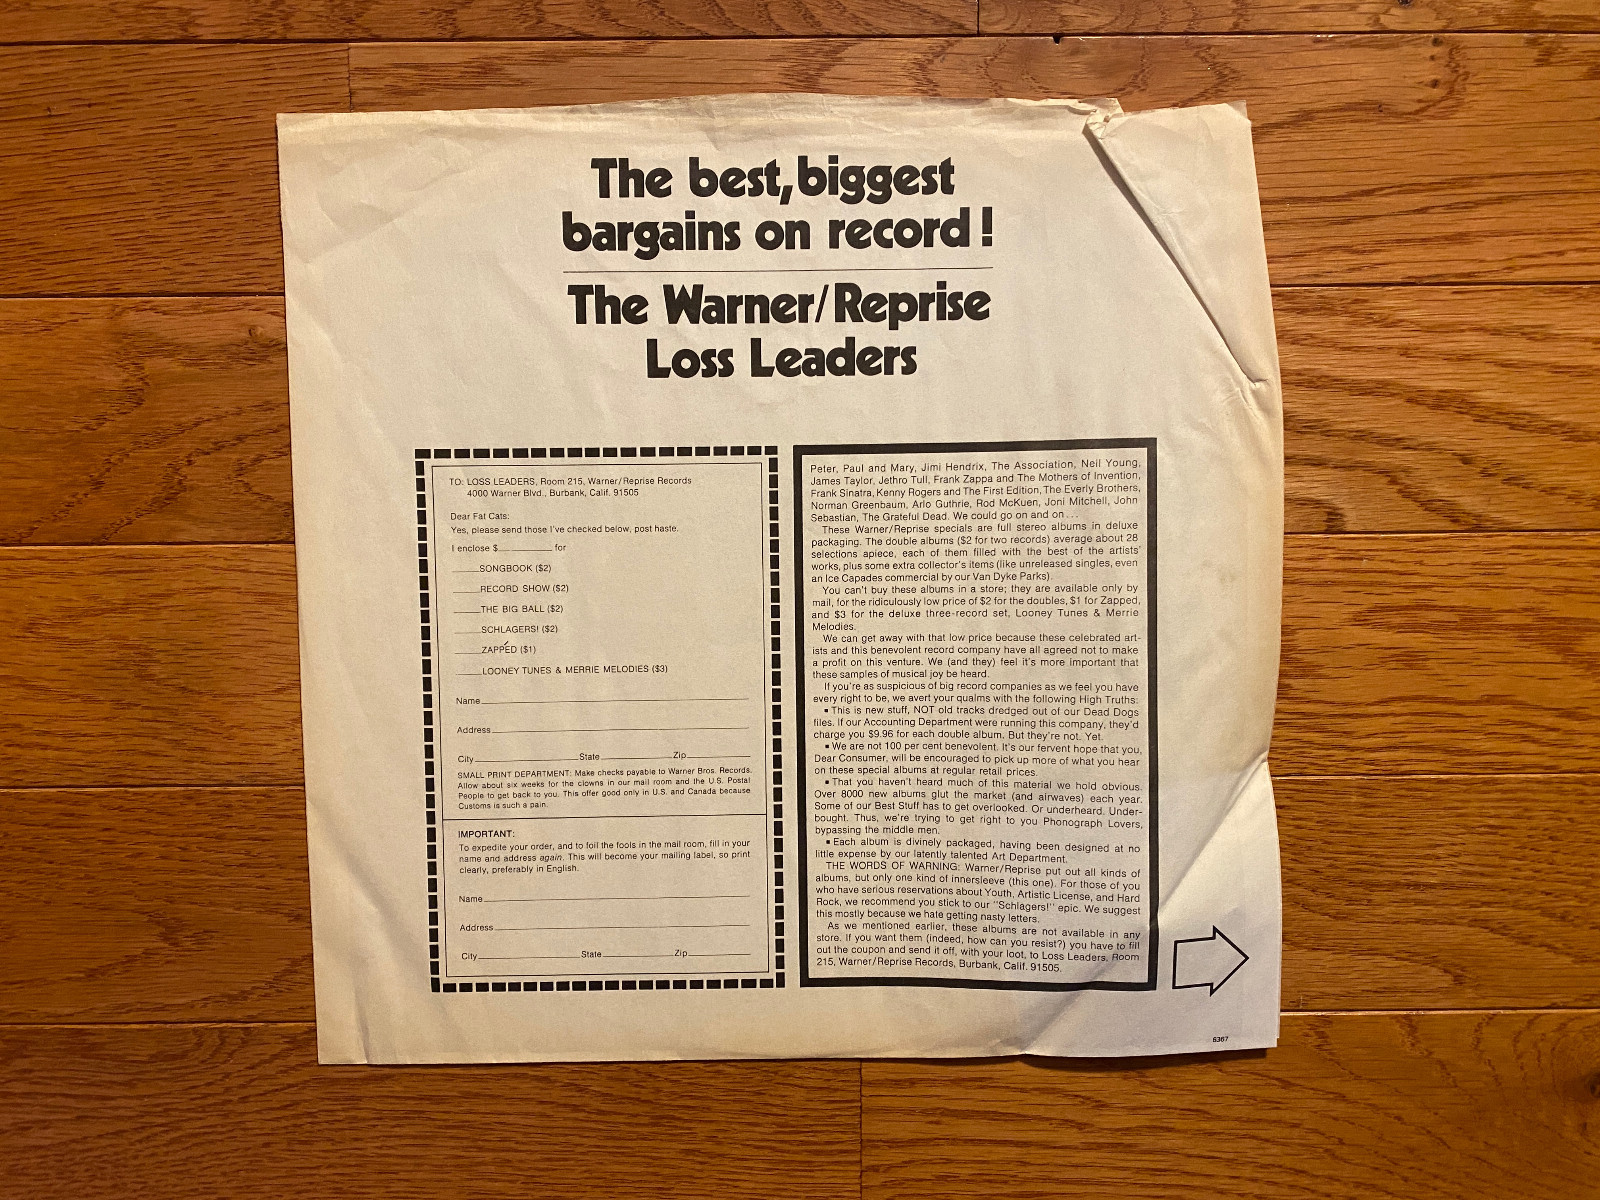 The best, biggest
bargains on record!
The Warner/Reprise
Loss Leaders
TO: LOSS LEADERS, Room 215, Warner/Reprise Records
4000 Warner Blvd., Burbank, Calif. 91505
Dear Fat Cats:
Yes, please send those I've checked below, post haste.
I enclose $__________ for
_____SONGBOOK ($2)
_____RECORD SHOW ($2)
_____THE BIG BALL ($2)
_____SCHLAGERS! ($2)
_____ZAPPÉD ($1)
_____LOONEY TUNES & MERRIE MELODIES ($3)
Name
Address
City State Zip
SMALL PRINT DEPARTMENT: Make checks payable to Warner Bros. Records.
Allow about six weeks for the clowns in our mail room and the U.S. Postal
People to get back to you. This offer good only in U.S. and Canada because
Customs is such a pain.
IMPORTANT:
To expedite your order, and to foil the fools in the mail room, fill in your
name and address again. This will become your mailing label, so print
clearly, preferably in English.
Name
Address
City State Zip
Peter, Paul and Mary, Jimi Hendrix, The Association, Neil Young,
James Taylor, Jethro Tull, Frank Zappa and The Mothers of Invention,
Frank Sinatra, Kenny Rogers and The First Edition, The Everly Brothers,
Norman Greenbaum, Arlo Guthrie, Rod McKuen, Joni Mitchell, John
Sebastian, The Grateful Dead. We could go on and on...
These Warner/Reprise specials are full stereo albums in deluxe
packaging. The double albums ($2 for two records) average about 28
selections apiece, each of them filled with the best of the artists'
works, plus some extra collector's items (like unreleased singles, even
an Ice Capades commercial by our Van Dyke Parks).
You can't buy these albums in a store; they are available only by
mail, for the ridiculously low price of $2 for the doubles, $1 for Zapped,
and $3 for the deluxe three-record set, Looney Tunes & Merrie
Melodies.
We can get away with that low price because these celebrated art-
ists and this benevolent record company have all agreed not to make
a profit on this venture. We (and they) feel it's more important that
these samples of musical joy be heard.
If you're as suspicious of big record companies as we feel you have
every right to be, we avert your qualms with the following High Truths:
▪ This is new stuff, NOT old tracks dredged out of our Dead Dogs
files. If our Accounting Department were running this company, they'd
charge you $9.96 for each double album. But they're not. Yet.
▪ We are not 100 per cent benevolent. It's our fervent hope that you,
Dear Consumer, will be encouraged to pick up more of what you hear
on these special albums at regular retail prices.
▪ That you haven't heard much of this material we hold obvious.
Over 8000 new albums glut the market (and airwaves) each year.
Some of our Best Stuff has to get overlooked. Or underheard. Under-
bought. Thus, we're trying to get right to you Phonograph Lovers,
bypassing the middle men.
▪ Each album is divinely packaged, having been designed at no
little expense by our latently talented Art Department.
THE WORDS OF WARNING: Warner/Reprise put out all kinds of
albums, but only one kind of innersleeve (this one). For those of you
who have serious reservations about Youth, Artistic License, and Hard
Rock, we recommend you stick to our "Schlagers!" epic. We suggest
this mostly because we hate getting nasty letters.
As we mentioned earlier, these albums are not available in any
store. If you want them (indeed, how can you resist?) you have to fill
out the coupon and send it off, with your loot, to Loss Leaders, Room
215, Warner/Reprise Records, Burbank, Calif. 91505.
6367